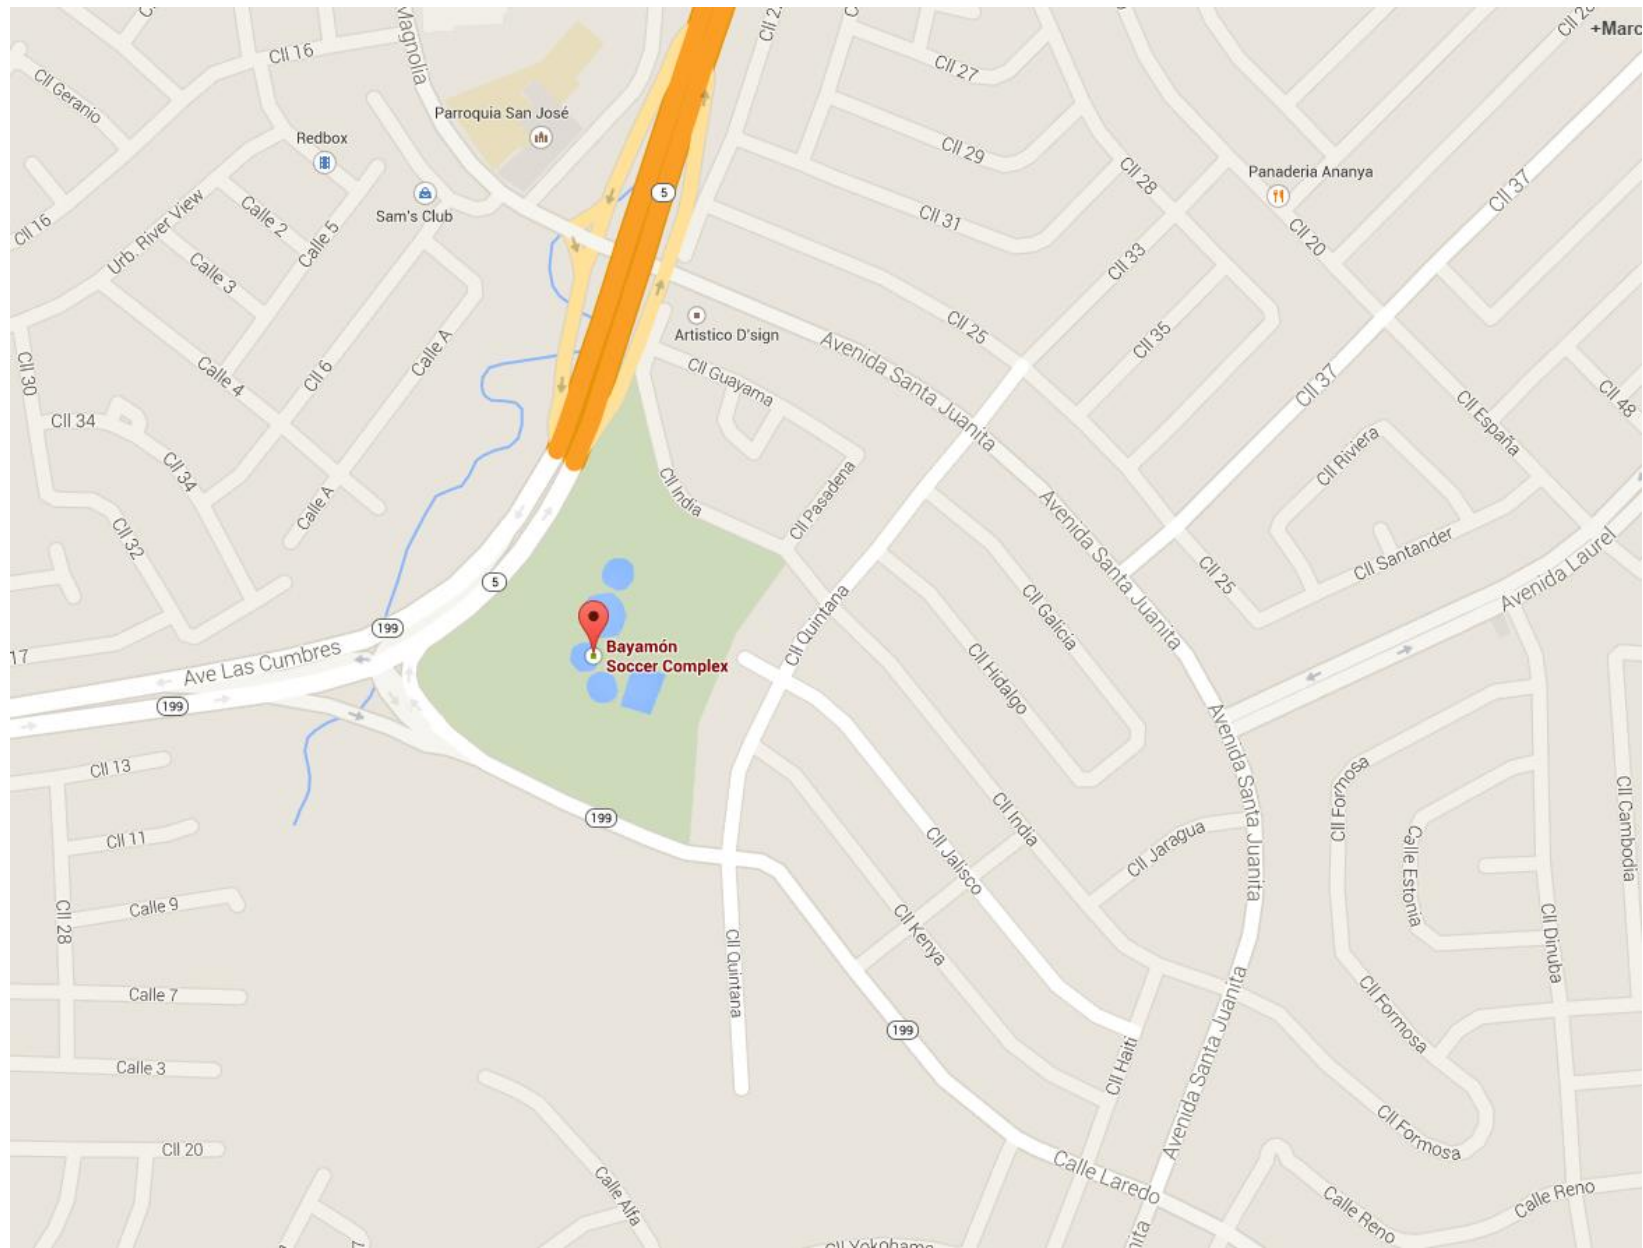 Magnolia
Cll 16
Cll 27
+Marc
Cll Geranio
Parroquia San José
Redbox
Cll 29
Cll 28
Panaderia Ananya
Cll 37
5
Sam's Club
Cll 16
Urb. River View
Calle 2
Calle 5
Cll 31
Cll 20
Calle 3
Cll 33
Artistico D'sign
Cll 25
Avenida Santa Juanita
Cll 35
Calle A
Cll 30
Calle 4
Cll 6
Cll Guayama
Cll 37
Cll 48
Cll España
Cll 34
Cll Riviera
Cll 34
Cll India
Cll Pasadena
Calle A
Avenida Santa Juanita
Cll 32
Cll Santander
Avenida Laurel
Cll 25
5
199
Cll Galicia
Cll Quintana
Bayamón
Soccer Complex
17
Ave Las Cumbres
Cll Hidalgo
199
Avenida Santa Juanita
Cll 13
Cll Formosa
199
Cll India
Cll Cambodia
Cll 11
Cll Jaragua
Cll Jalisco
Calle Estonia
Calle 9
Cll 28
Cll Kenya
Cll Dinuba
Cll Quintana
Calle 7
199
Cll Formosa
Avenida Santa Juanita
Calle 3
Cll Haiti
Cll Formosa
Cll 20
Calle Laredo
Calle Alfa
Calle Reno
Calle Reno